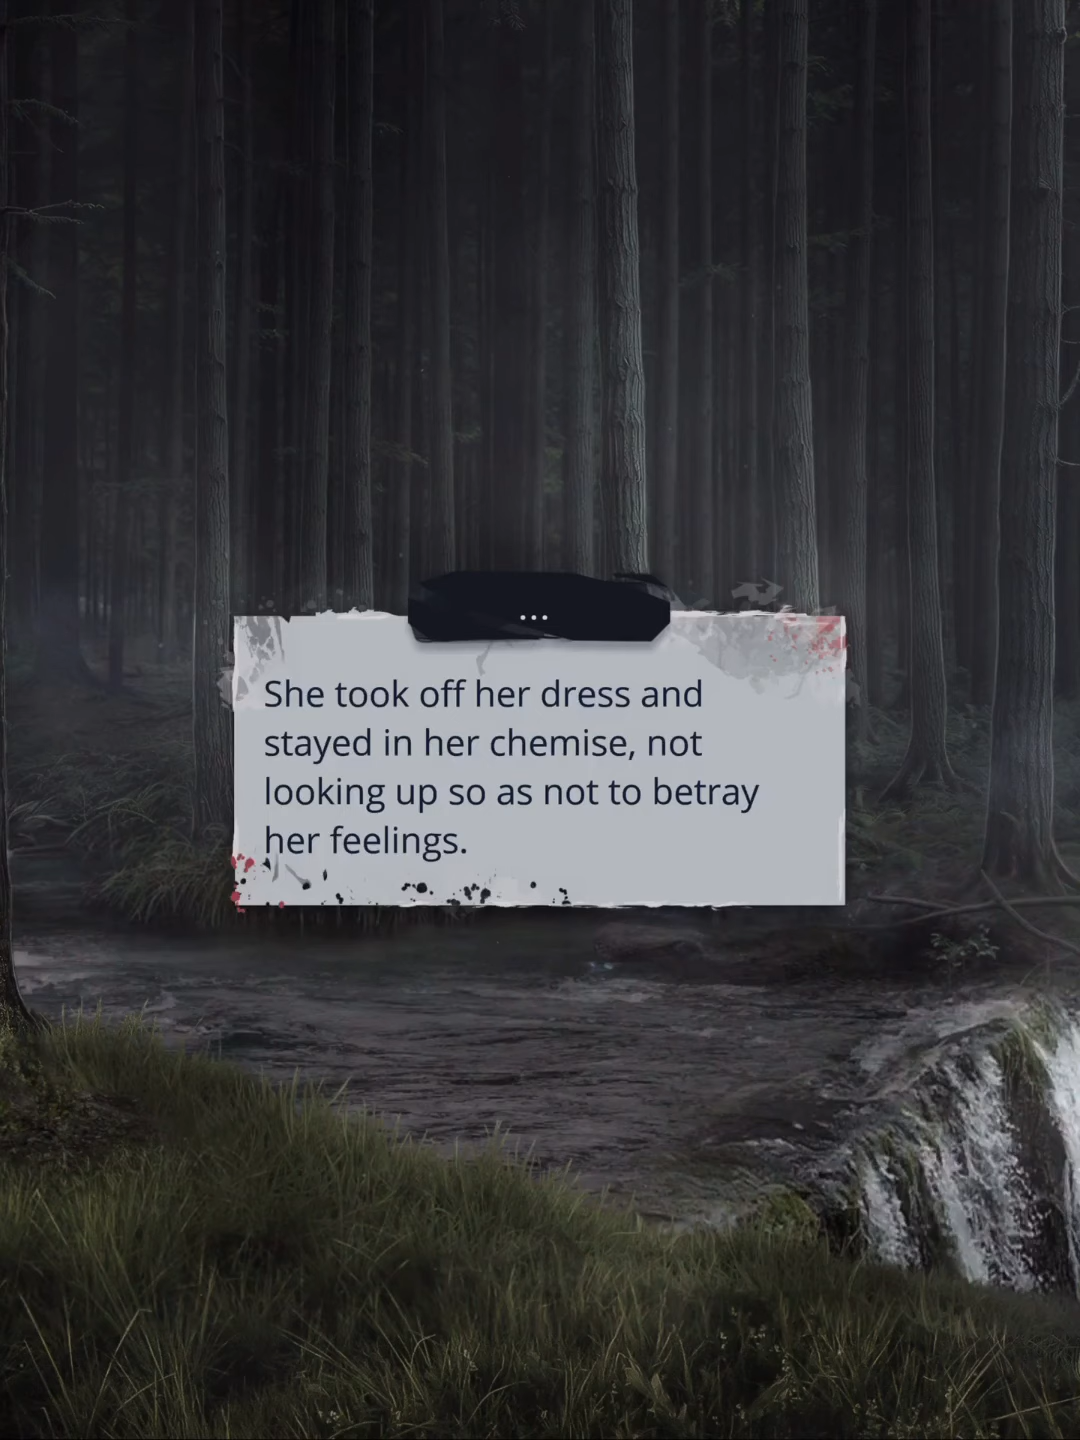 ...
She took off her dress and
stayed in her chemise, not
looking up so as not to betray
her feelings.